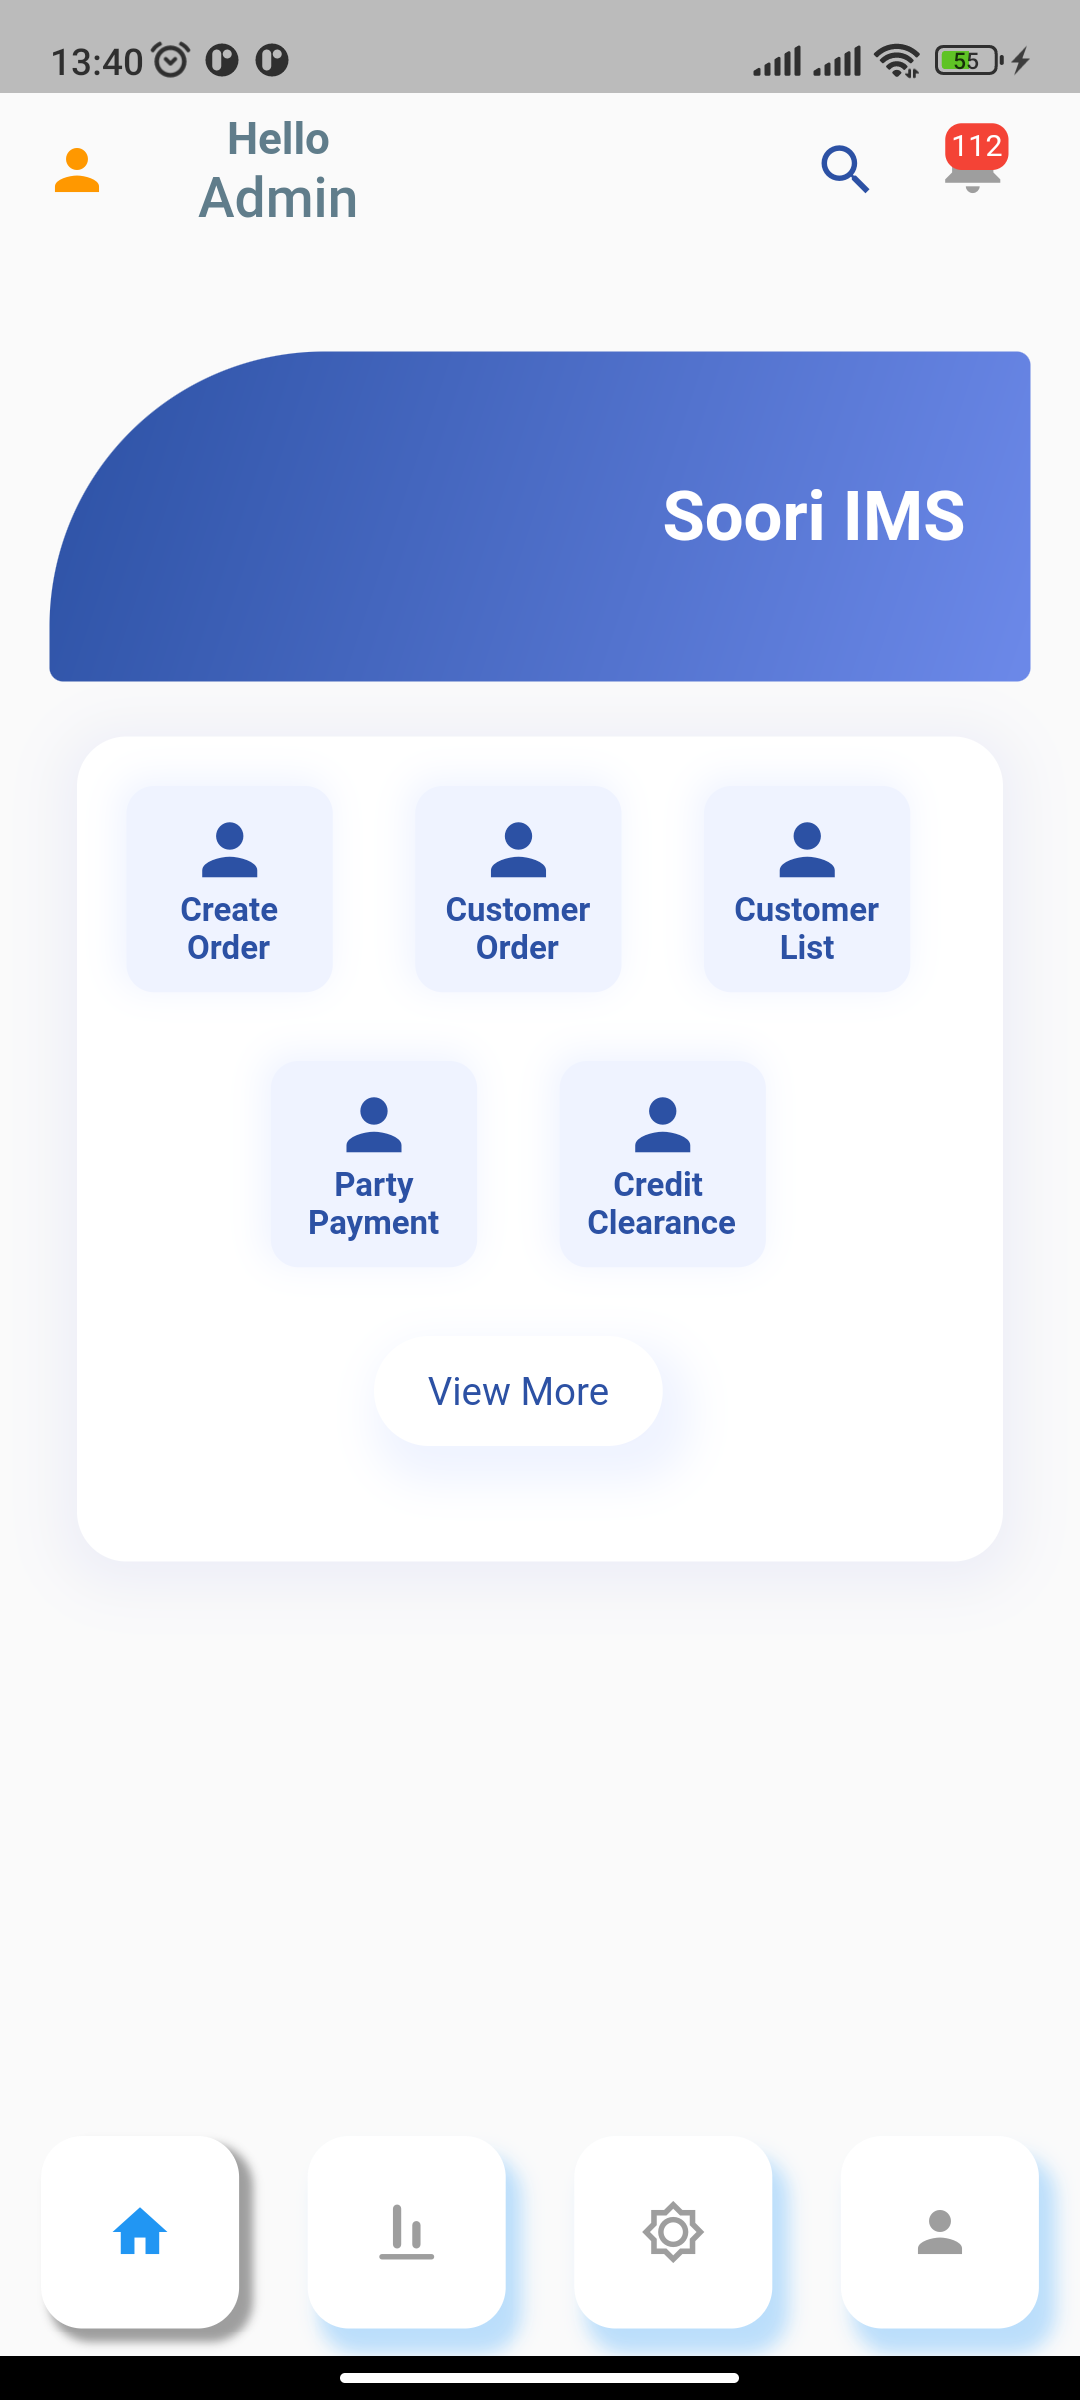 13:40
55
Hello
Admin
112
Soori IMS
Create
Order
Customer
Order
Customer
List
Party
Payment
Credit
Clearance
View More